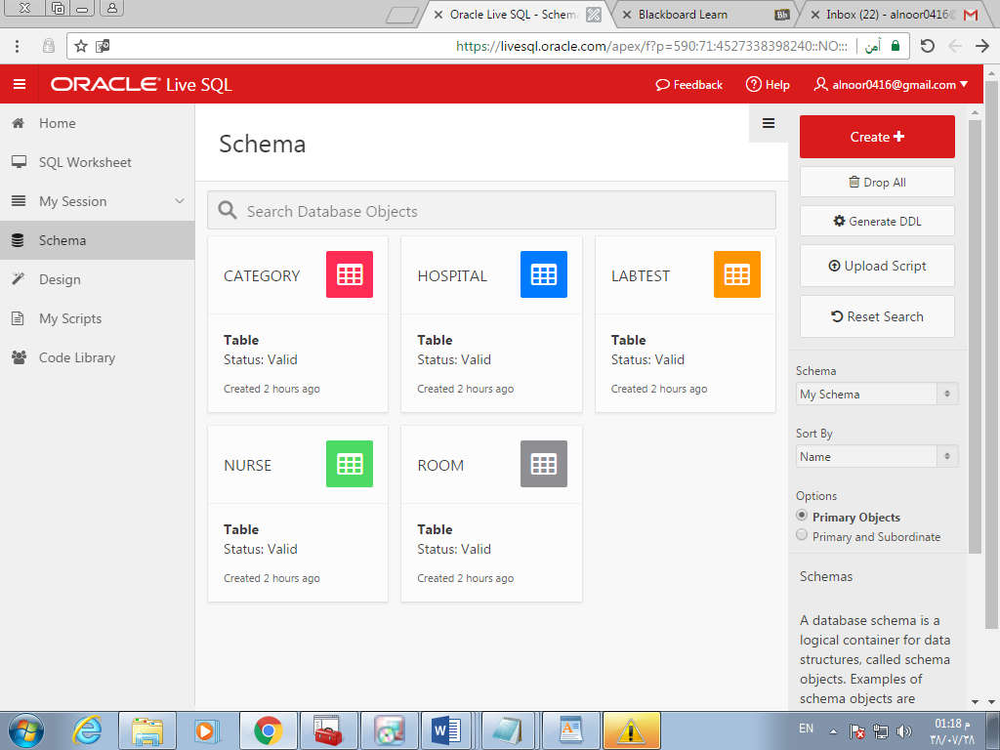 Oracle Live SQL - Schema
Blackboard Learn
Bb
Inbox (22) - alnoor0416@
https://livesql.oracle.com/apex/f?p=590:71:4527338398240::NO:::
آمن
ORACLE Live SQL
Feedback
Help
alnoor0416@gmail.com
Home
SQL Worksheet
My Session
Schema
Design
My Scripts
Code Library
Schema
Search Database Objects
CATEGORY
Table
Status: Valid
Created 2 hours ago
HOSPITAL
Table
Status: Valid
Created 2 hours ago
LABTEST
Table
Status: Valid
Created 2 hours ago
NURSE
Table
Status: Valid
Created 2 hours ago
ROOM
Table
Status: Valid
Created 2 hours ago
Create
Drop All
Generate DDL
Upload Script
Reset Search
Schema
My Schema
Sort By
Name
Options
Primary Objects
Primary and Subordinate
Schemas
A database schema is a
logical container for data
structures, called schema
objects. Examples of
schema objects are
EN
01:18 م
٣٨/٠٧/٢٨